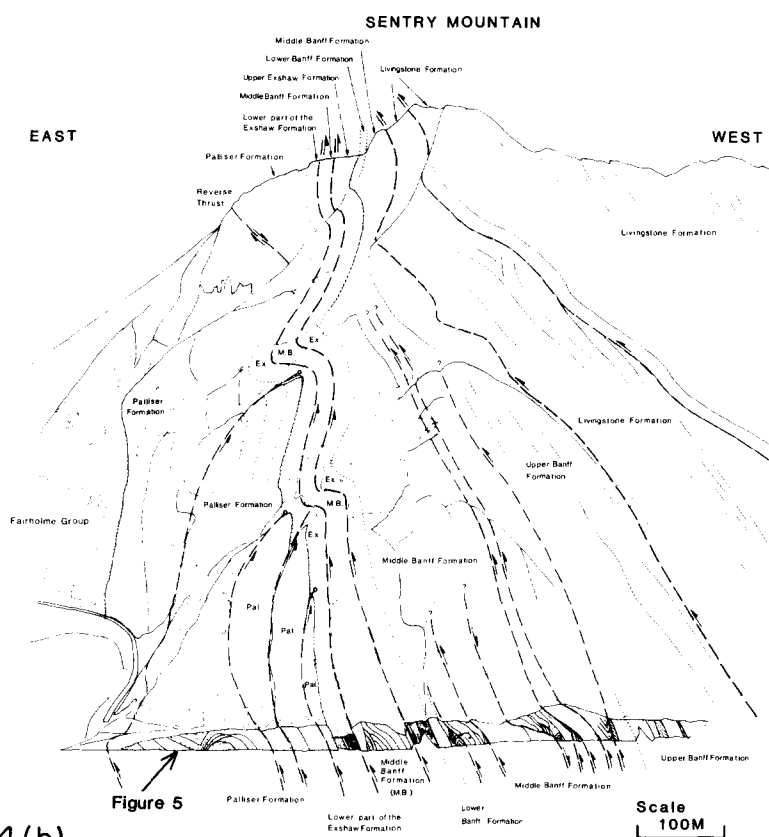 SENTRY MOUNTAIN
Middle Banff Formation
Lower Banff Formation
Upper Exshaw Formation
Livingstone Formation
Middle Banff Formation
Lower part of the
Exshaw Formation
EAST
WEST
Palliser Formation
Reverse
Thrust
Livingstone Formation
?
?
Ex
M.B.
Ex
?
Palliser
Formation
Livingstone Formation
Upper Banff
Formation
Ex
Palliser Formation
M.B.
Fairholme Group
Ex
Middle Banff Formation
Pal
?
?
Pal
Pal
Middle
Banff
Formation
(M.B.)
Upper Banff Formation
Middle Banff Formation
Figure 5
Palliser Formation
Lower part of the
Exshaw Formation
Lower
Banff Formation
Scale
100M
4(b)